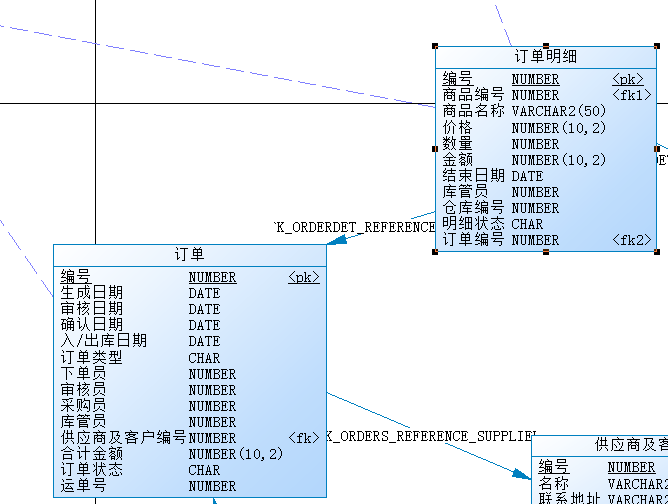 订单明细
编号 NUMBER <pk>
商品编号 NUMBER <fk1>
商品名称 VARCHAR2(50)
价格 NUMBER(10,2)
数量 NUMBER
金额 NUMBER(10,2)
结束日期 DATE
库管员 NUMBER
仓库编号 NUMBER
明细状态 CHAR
订单编号 NUMBER <fk2>
K_ORDERDET_REFERENCE
订单
编号 NUMBER <pk>
生成日期 DATE
审核日期 DATE
确认日期 DATE
入/出库日期 DATE
订单类型 CHAR
下单员 NUMBER
审核员 NUMBER
采购员 NUMBER
库管员 NUMBER
供应商及客户编号 NUMBER <fk>
合计金额 NUMBER(10,2)
订单状态 CHAR
运单号 NUMBER
K_ORDERS_REFERENCE_SUPPLIE
供应商及客
编号 NUMBER
名称 VARCHAR2
联系地址 VARCHAR2